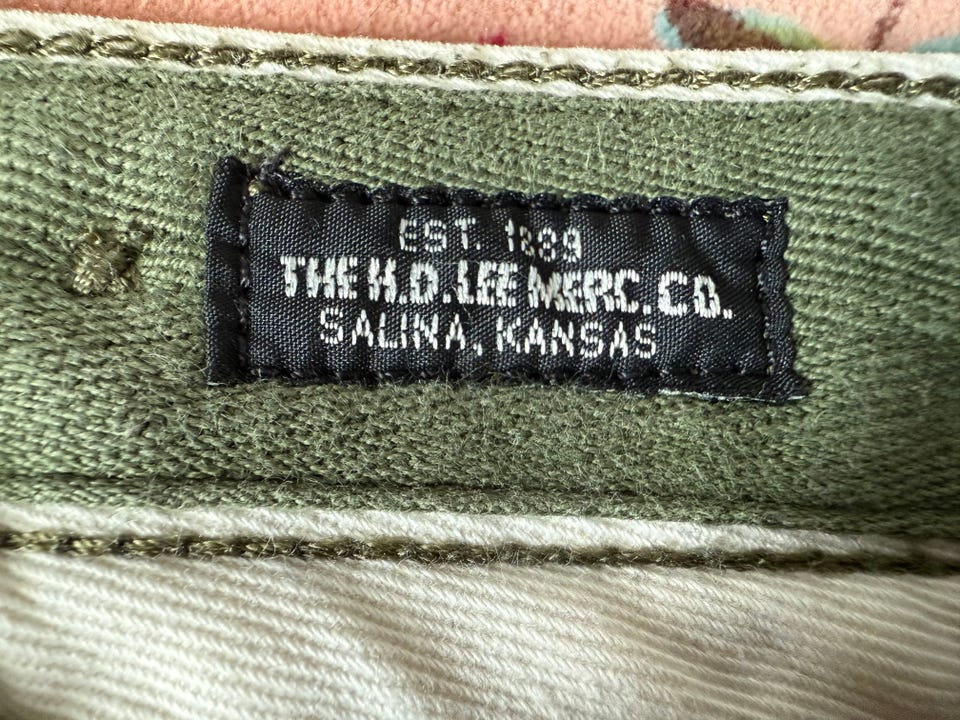 EST. 1889
THE H.D. LEE MERC. CO.
SALINA, KANSAS